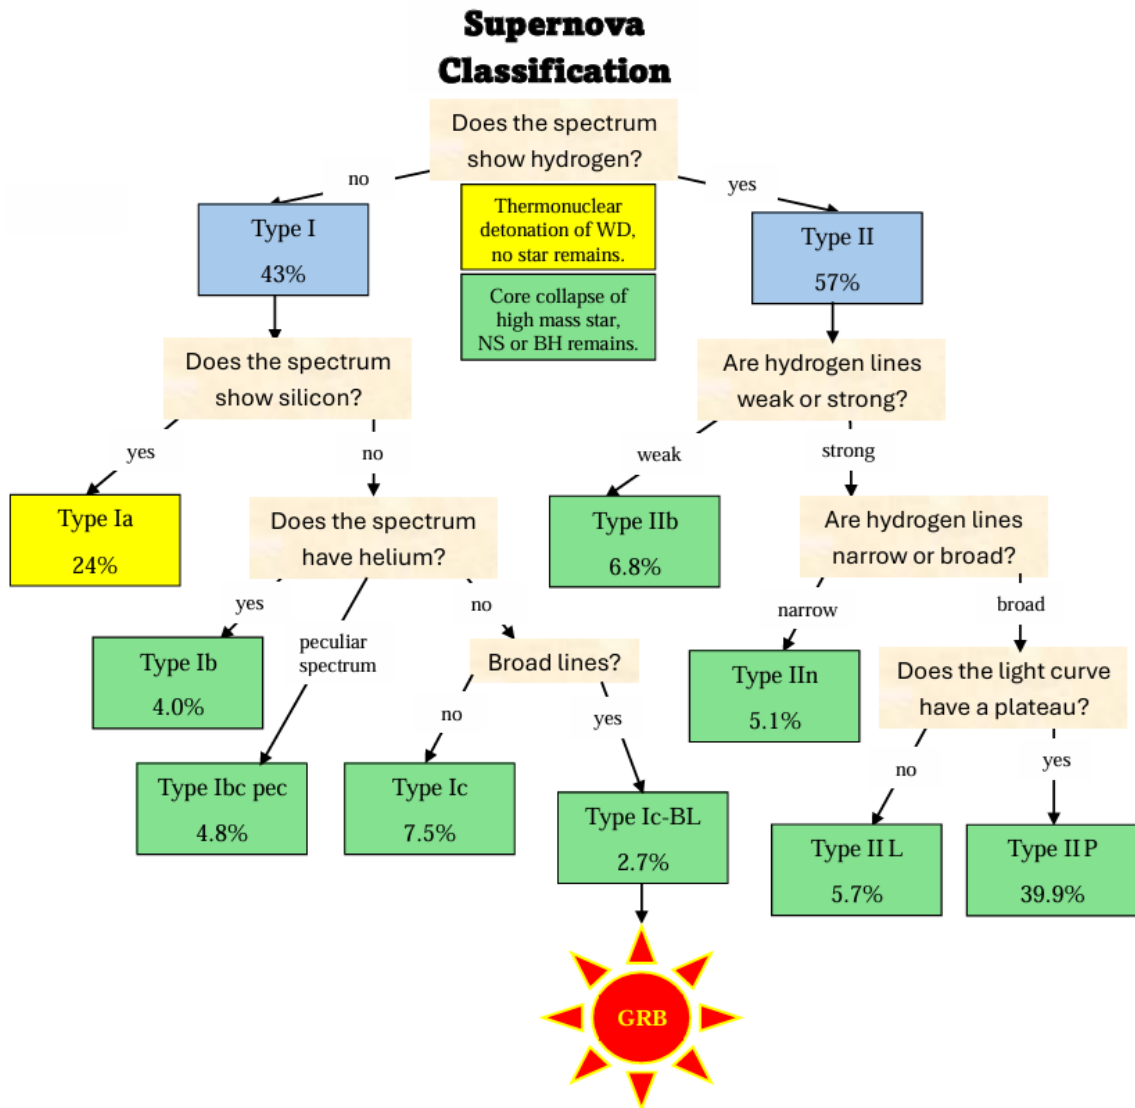 Supernova
Classification
Does the spectrum
show hydrogen?
no
yes
Thermonuclear
detonation of WD,
no star remains.
Type I
43%
Type II
57%
Core collapse of
high mass star,
NS or BH remains.
Does the spectrum
show silicon?
Are hydrogen lines
weak or strong?
yes
no
weak
strong
Type Ia
24%
Does the spectrum
have helium?
Type IIb
6.8%
Are hydrogen lines
narrow or broad?
yes
peculiar
spectrum
no
narrow
broad
Type Ib
4.0%
Broad lines?
Type IIn
5.1%
Does the light curve
have a plateau?
no
yes
no
yes
Type Ibc pec
4.8%
Type Ic
7.5%
Type Ic-BL
2.7%
Type II L
5.7%
Type II P
39.9%
GRB